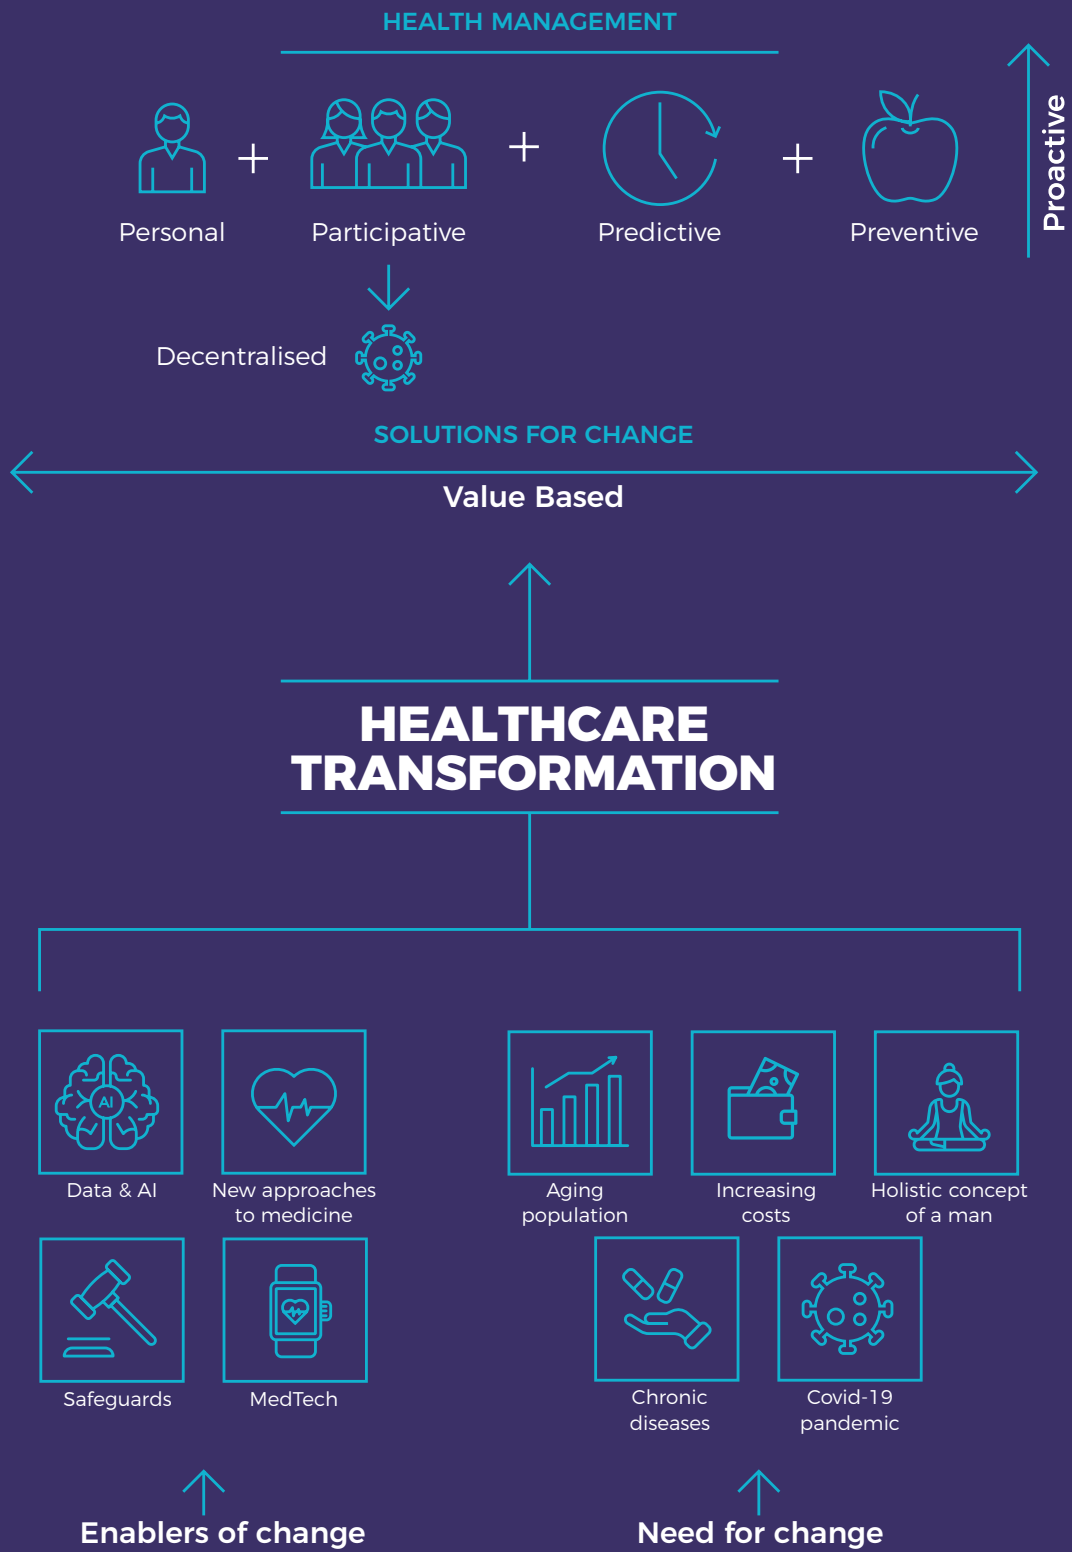 HEALTH MANAGEMENT
Proactive
+
+
+
Personal
Participative
Predictive
Preventive
Decentralised
SOLUTIONS FOR CHANGE
Value Based
HEALTHCARE
TRANSFORMATION
AI
Data & AI
New approaches
to medicine
Aging
population
Increasing
costs
Holistic concept
of a man
Safeguards
MedTech
Chronic
diseases
Covid-19
pandemic
Enablers of change
Need for change